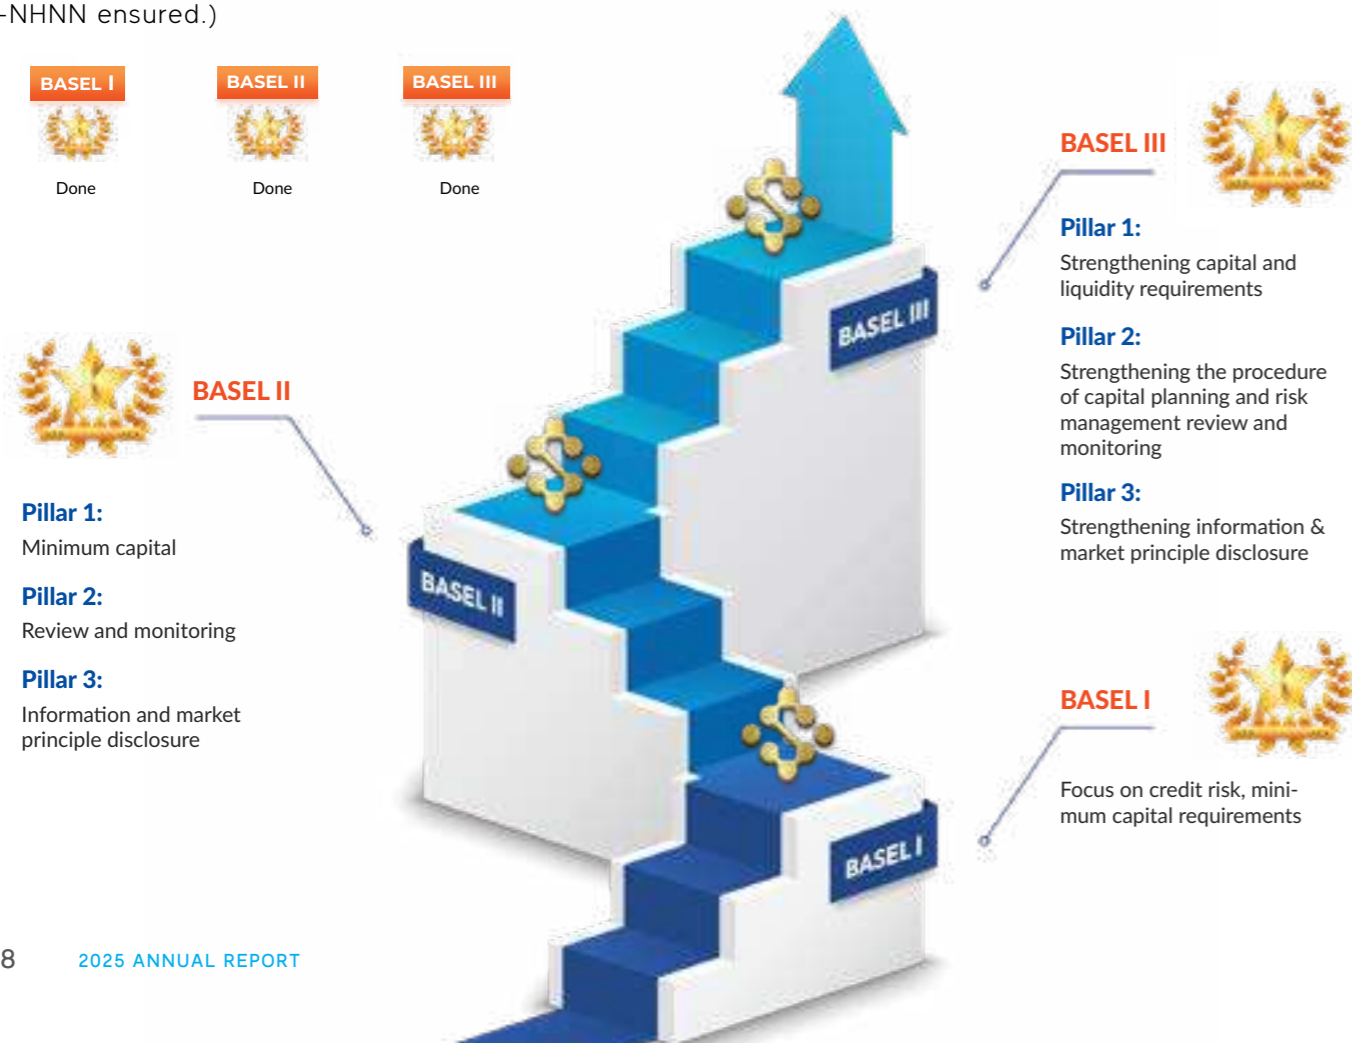 -NHNN ensured.)
BASEL I
BASEL II
BASEL III
Done
Done
Done
BASEL III
Pillar 1:
Strengthening capital and
liquidity requirements
Pillar 2:
Strengthening the procedure
of capital planning and risk
management review and
monitoring
Pillar 3:
Strengthening information &
market principle disclosure
BASEL III
BASEL II
Pillar 1:
Minimum capital
Pillar 2:
Review and monitoring
Pillar 3:
Information and market
principle disclosure
BASEL II
BASEL I
Focus on credit risk, mini-
mum capital requirements
BASEL I
8
2025 ANNUAL REPORT